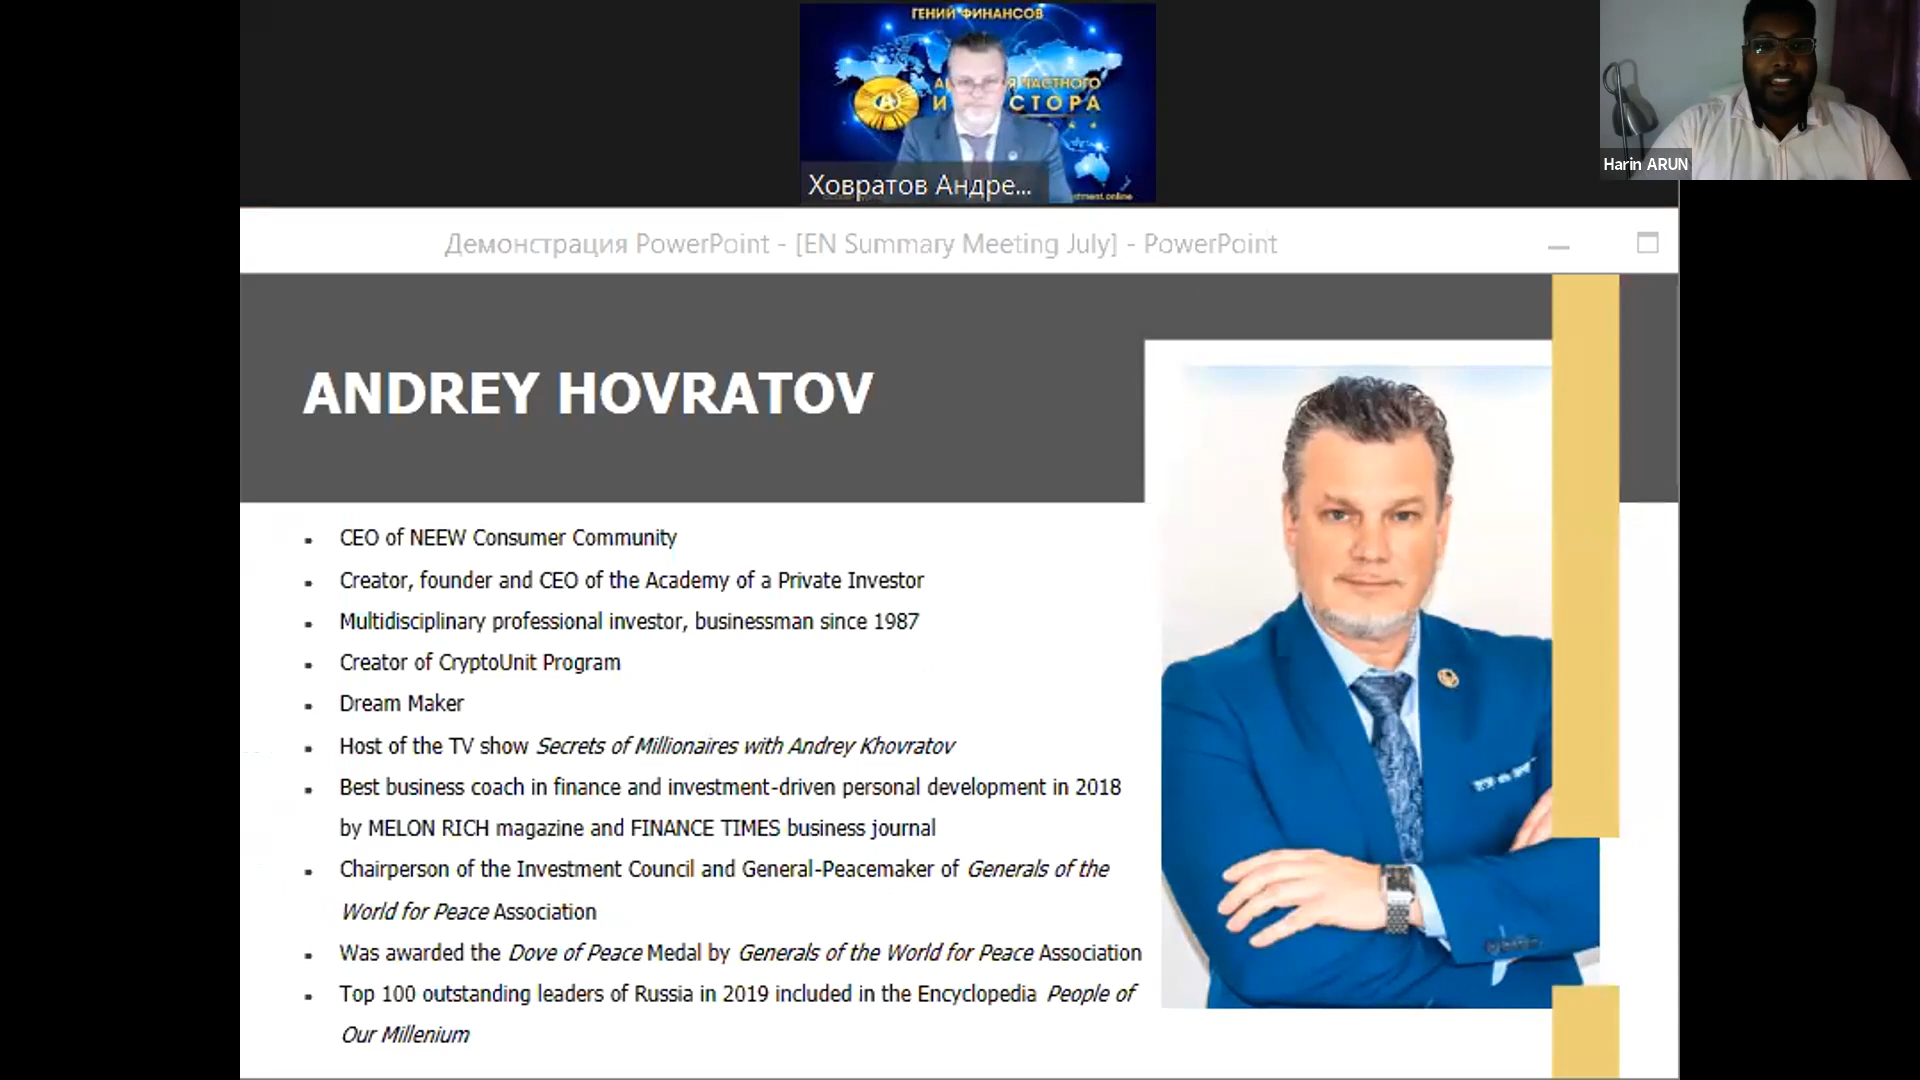 ГЕНИЙ ФИНАНСОВ
ЧАСТНОГО
Ховратов Андре...
Harin ARUN
Демонстрация PowerPoint - [EN Summary Meeting July] - PowerPoint
ANDREY HOVRATOV
CEO of NEEW Consumer Community
Creator, founder and CEO of the Academy of a Private Investor
Multidisciplinary professional investor, businessman since 1987
Creator of CryptoUnit Program
Dream Maker
Host of the TV show Secrets of Millionaires with Andrey Khovratov
Best business coach in finance and investment-driven personal development in 2018
by MELON RICH magazine and FINANCE TIMES business journal
Chairperson of the Investment Council and General-Peacemaker of Generals of the
World for Peace Association
Was awarded the Dove of Peace Medal by Generals of the World for Peace Association
Top 100 outstanding leaders of Russia in 2019 included in the Encyclopedia People of
Our Millenium